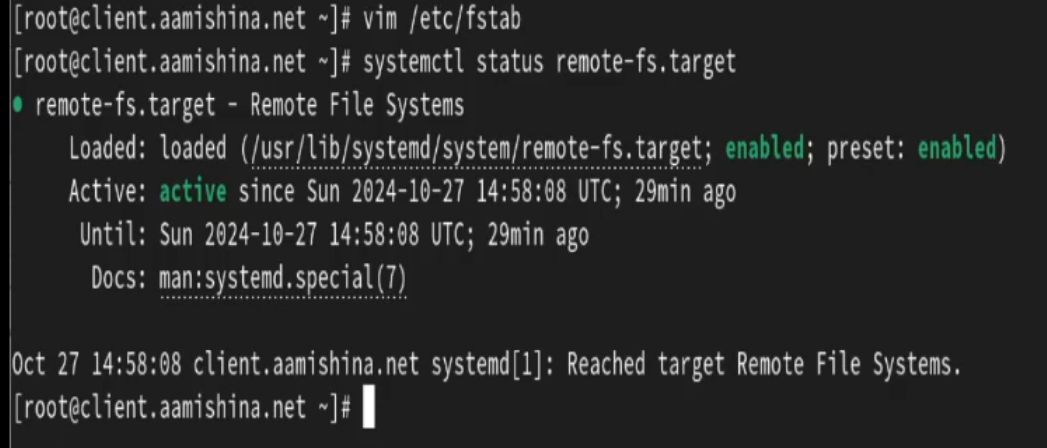 [root@client.aamishina.net ~]# vim /etc/fstab
[root@client.aamishina.net ~]# systemctl status remote-fs.target
● remote-fs.target - Remote File Systems
     Loaded: loaded (/usr/lib/systemd/system/remote-fs.target; enabled; preset: enabled)
     Active: active since Sun 2024-10-27 14:58:08 UTC; 29min ago
      Until: Sun 2024-10-27 14:58:08 UTC; 29min ago
       Docs: man:systemd.special(7)

Oct 27 14:58:08 client.aamishina.net systemd[1]: Reached target Remote File Systems.
[root@client.aamishina.net ~]#